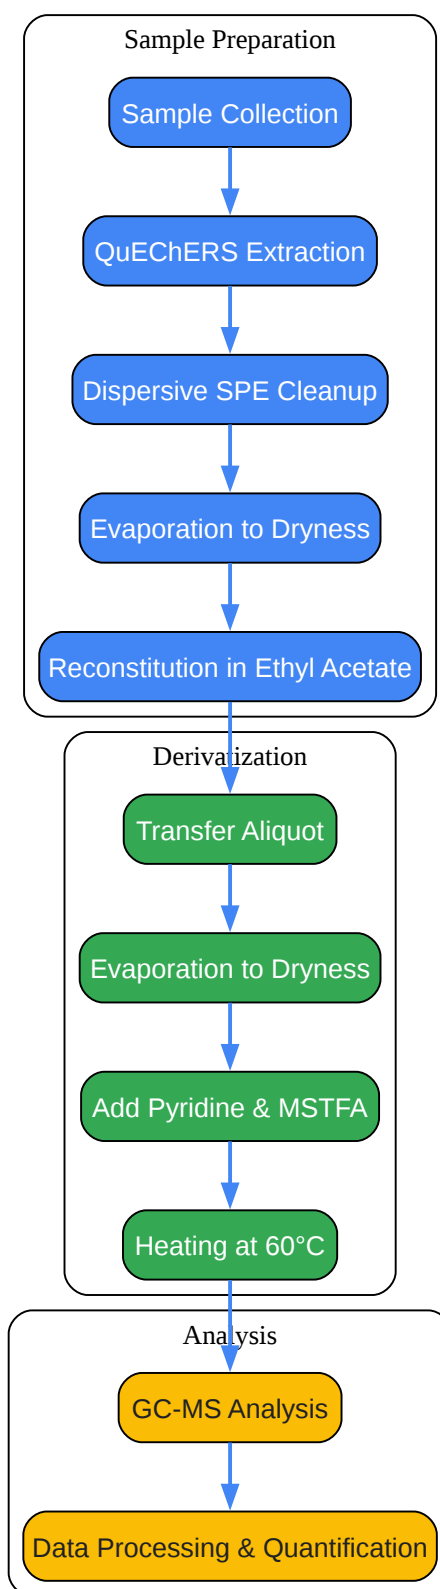 Sample Preparation
Sample Collection
QuEChERS Extraction
Dispersive SPE Cleanup
Evaporation to Dryness
Reconstitution in Ethyl Acetate
Derivatization
Transfer Aliquot
Evaporation to Dryness
Add Pyridine & MSTFA
Heating at 60°C
Analysis
GC-MS Analysis
Data Processing & Quantification